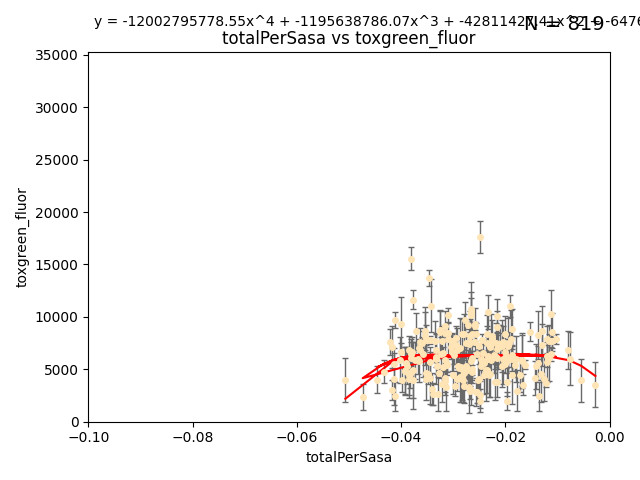 y = -12002795778.55x^4 + -1195638786.07x^3 +
N = 819
totalPerSasa vs toxgreen_fluor
35000
30000
25000
20000
15000
10000
5000
0
toxgreen_fluor
−0.10
−0.08
−0.06
−0.04
−0.02
0.00
totalPerSasa